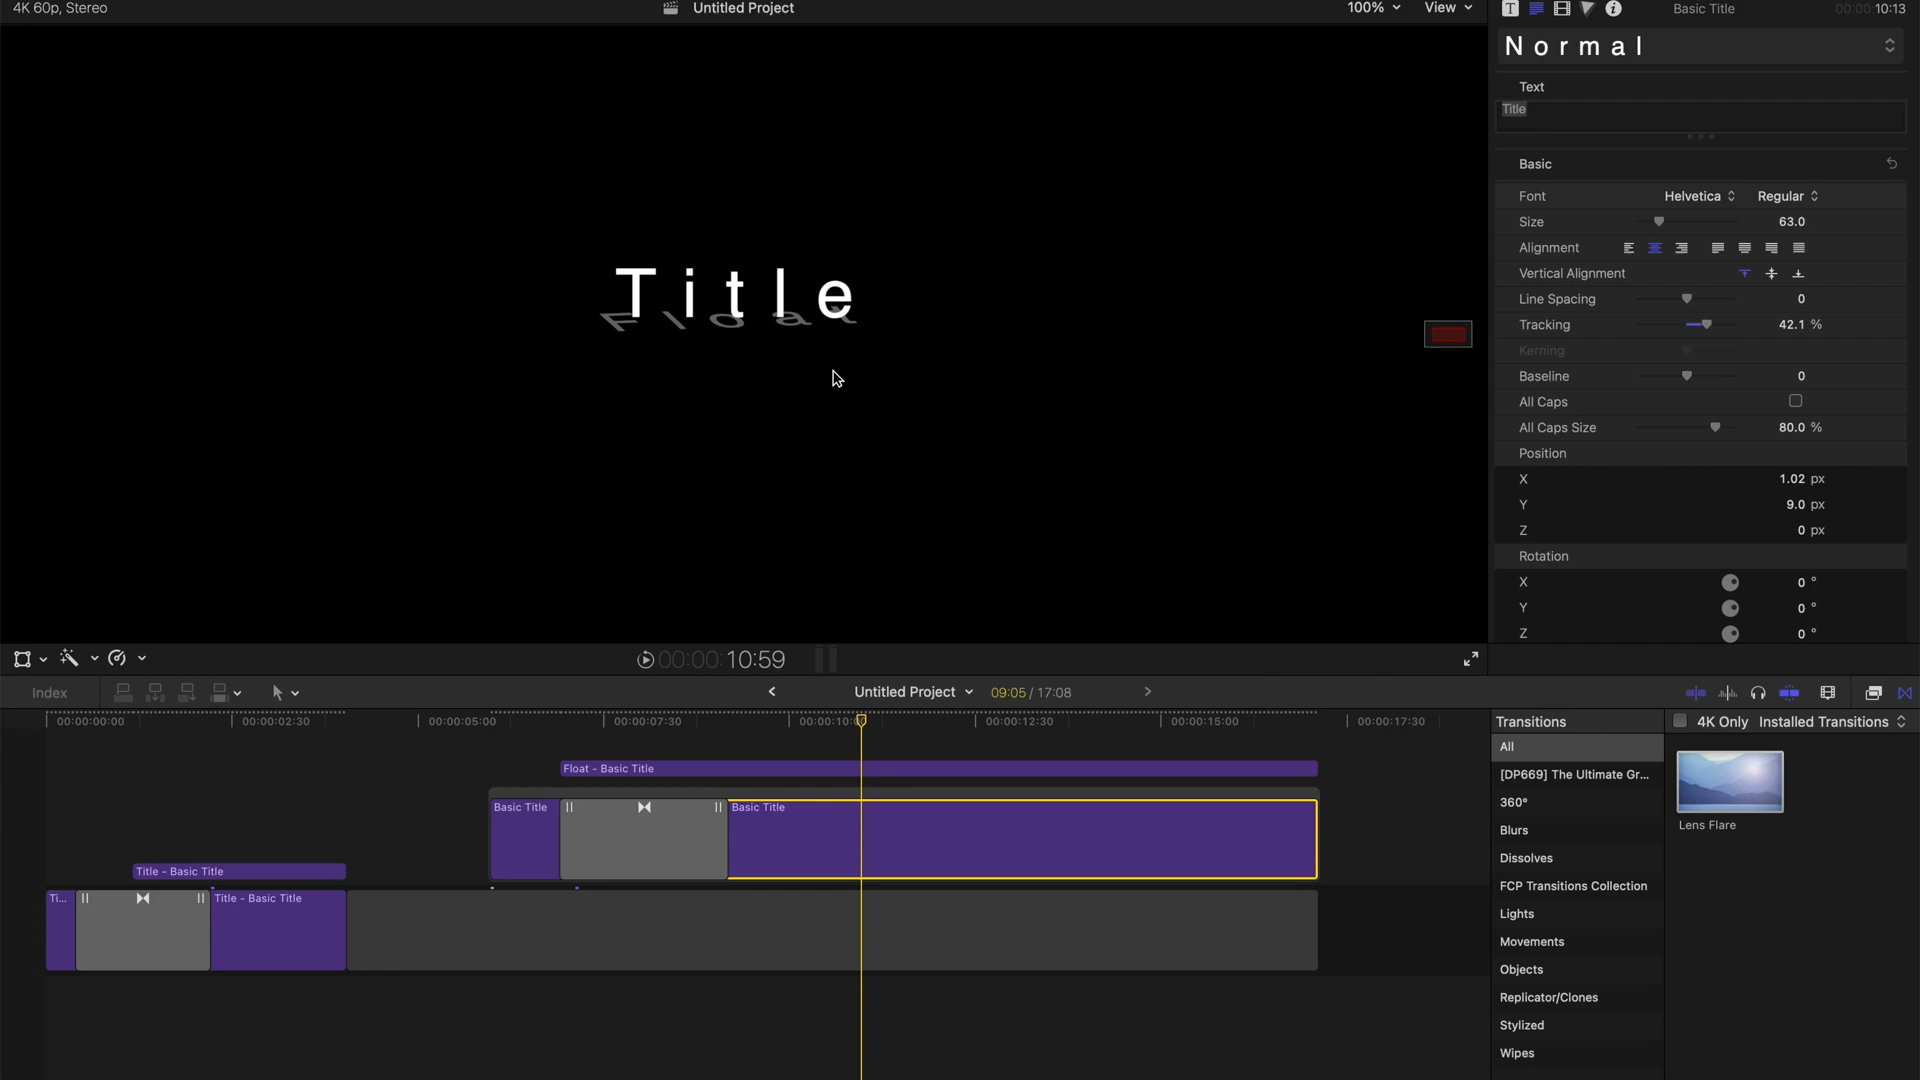 4K 60p, Stereo
Untitled Project
100%
View
Basic Title
00:00:10:13
Normal
Text
Title
Basic
Font
Helvetica
Regular
Size
63.0
Alignment
Vertical Alignment
Line Spacing
0
Tracking
42.1 %
Kerning
Baseline
0
All Caps
All Caps Size
80.0 %
Position
X
1.02 px
Y
9.0 px
Z
0 px
Rotation
X
0 °
Y
0 °
Z
0 °
Title
Float
00:00:10:59
Index
Untitled Project
09:05 / 17:08
00:00:00:00
00:00:02:30
00:00:05:00
00:00:07:30
00:00:10:00
00:00:12:30
00:00:15:00
00:00:17:30
Float - Basic Title
Basic Title
Basic Title
Title - Basic Title
Ti...
Title - Basic Title
Transitions
4K Only
Installed Transitions
All
[DP669] The Ultimate Gr...
360°
Blurs
Dissolves
FCP Transitions Collection
Lights
Movements
Objects
Replicator/Clones
Stylized
Wipes
Lens Flare